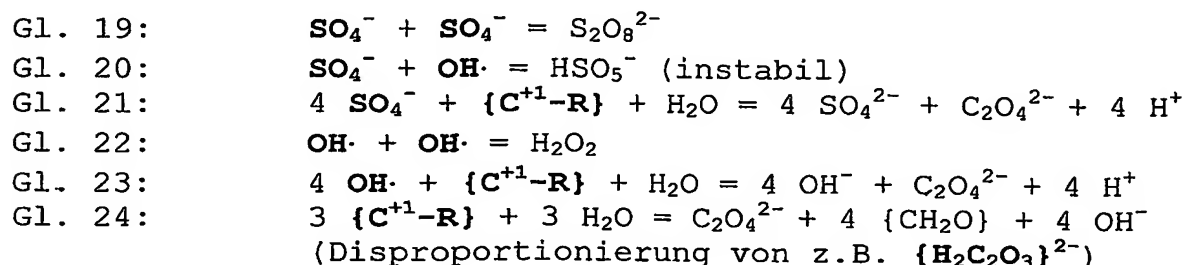 Gl. 19: SO₄⁻ + SO₄⁻ = S₂O₈²⁻
Gl. 20: SO₄⁻ + OH· = HSO₅⁻ (instabil)
Gl. 21: 4 SO₄⁻ + {C⁺¹-R} + H₂O = 4 SO₄²⁻ + C₂O₄²⁻ + 4 H⁺
Gl. 22: OH· + OH· = H₂O₂
Gl. 23: 4 OH· + {C⁺¹-R} + H₂O = 4 OH⁻ + C₂O₄²⁻ + 4 H⁺
Gl. 24: 3 {C⁺¹-R} + 3 H₂O = C₂O₄²⁻ + 4 {CH₂O} + 4 OH⁻
(Disproportionierung von z.B. {H₂C₂O₃}²⁻)